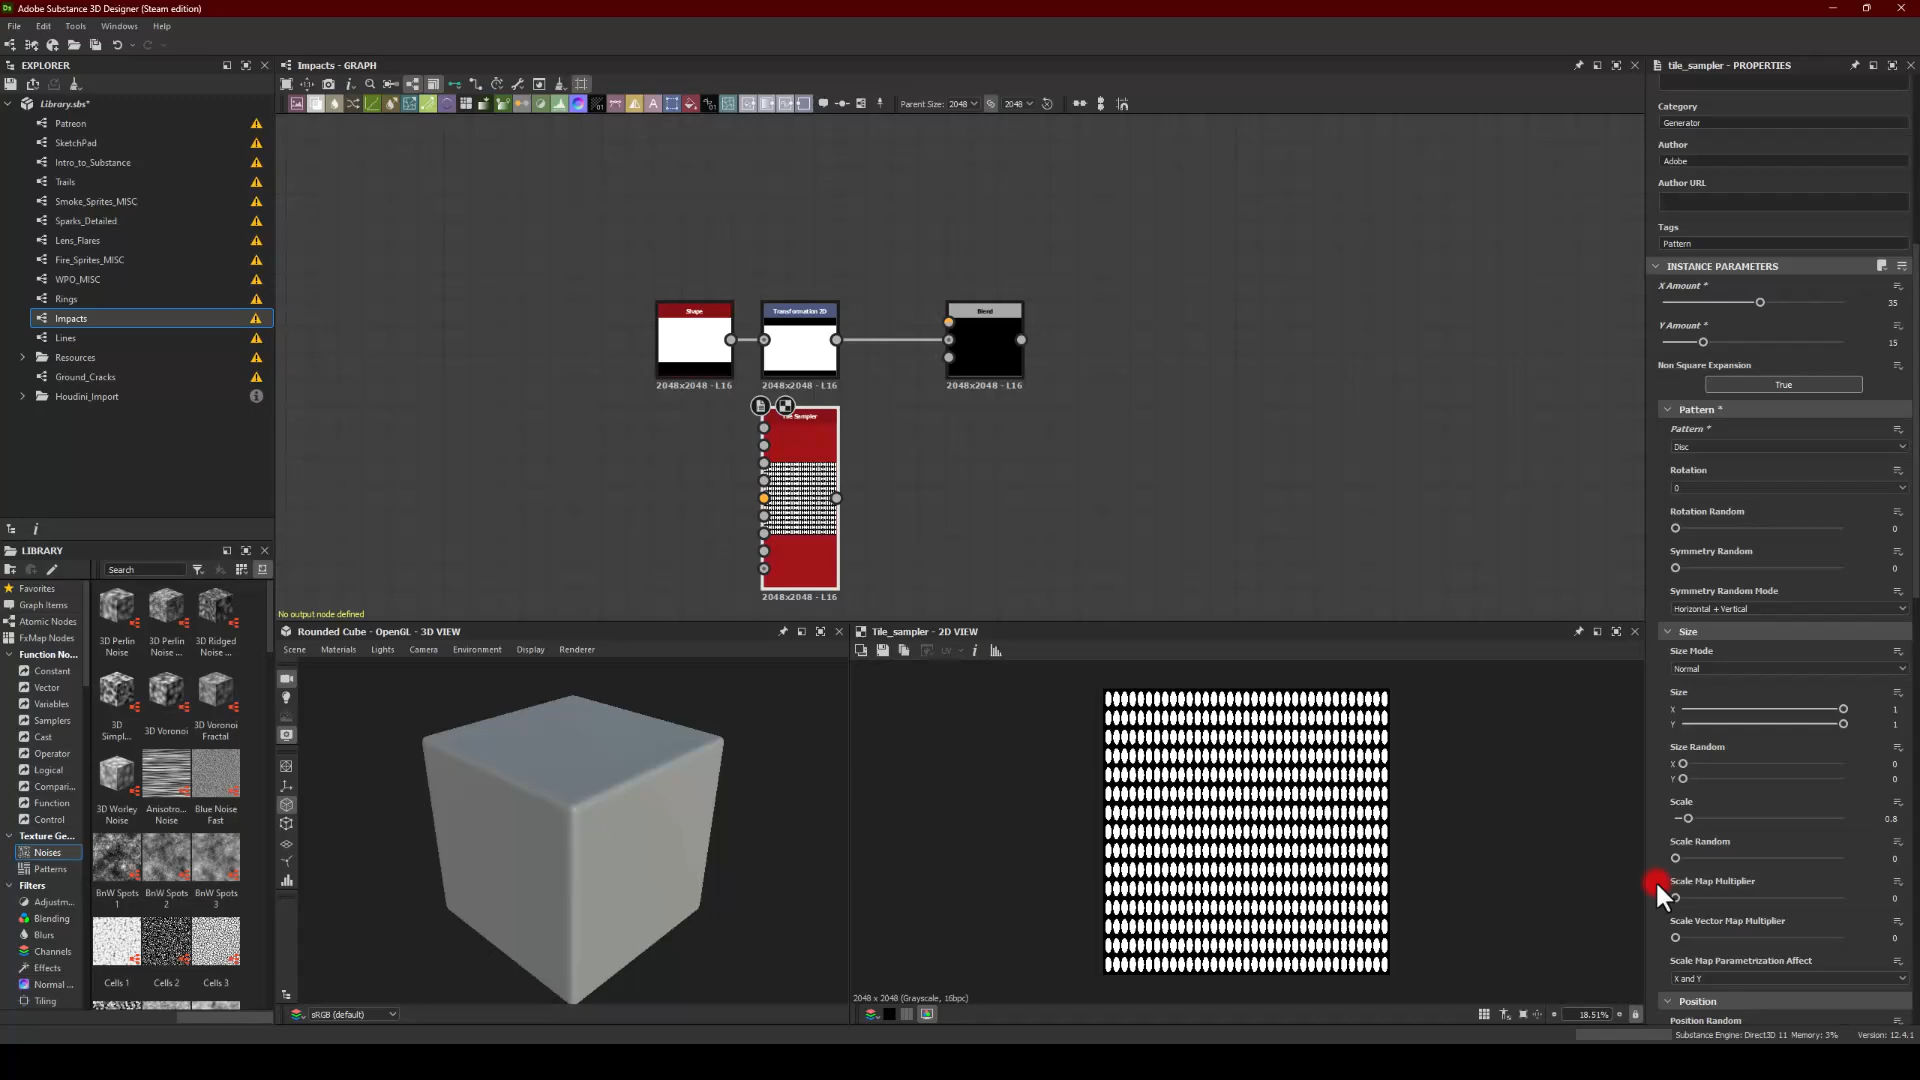 Adobe Substance 3D Designer (Steam edition)
File Edit Tools Windows Help
EXPLORER
Library.sbs*
Patreon
SketchPad
Intro_to_Substance
Trails
Smoke_Sprites_MISC
Sparks_Detailed
Lens_Flares
Fire_Sprites_MISC
WPO_MISC
Rings
Impacts
Lines
Resources
Ground_Cracks
Houdini_Import
LIBRARY
Search
Favorites
Graph Items
Atomic Nodes
FxMap Nodes
Function No...
Constant
Vector
Variables
Samplers
Cast
Operator
Logical
Compari...
Function
Control
Texture Ge...
Noises
Patterns
Filters
Adjustm...
Blending
Blurs
Channels
Effects
Normal ...
Tiling
3D Perlin Noise
3D Perlin Noise ...
3D Ridged Noise ...
3D Simpl...
3D Voronoi
3D Voronoi Fractal
3D Worley Noise
Anisotro... Noise
Blue Noise Fast
BnW Spots 1
BnW Spots 2
BnW Spots 3
Cells 1
Cells 2
Cells 3
Impacts - GRAPH
Parent Size: 2048 2048
Shape
2048x2048 - L16
Transformation 2D
2048x2048 - L16
Blend
2048x2048 - L16
Tile Sampler
2048x2048 - L16
No output node defined
Rounded Cube - OpenGL - 3D VIEW
Scene Materials Lights Camera Environment Display Renderer
sRGB (default)
Tile_sampler - 2D VIEW
UV
2048 x 2048 (Grayscale, 16bpc)
18.51%
tile_sampler - PROPERTIES
Category
Generator
Author
Adobe
Author URL
Tags
Pattern
INSTANCE PARAMETERS
X Amount *
35
Y Amount *
15
Non Square Expansion
True
Pattern *
Pattern *
Disc
Rotation
0
Rotation Random
0
Symmetry Random
0
Symmetry Random Mode
Horizontal + Vertical
Size
Size Mode
Normal
Size
X 1
Y 1
Size Random
X 0
Y 0
Scale
0.8
Scale Random
0
Scale Map Multiplier
0
Scale Vector Map Multiplier
0
Scale Map Parametrization Affect
X and Y
Position
Position Random
Substance Engine: Direct3D 11 Memory: 3% Version: 12.4.1